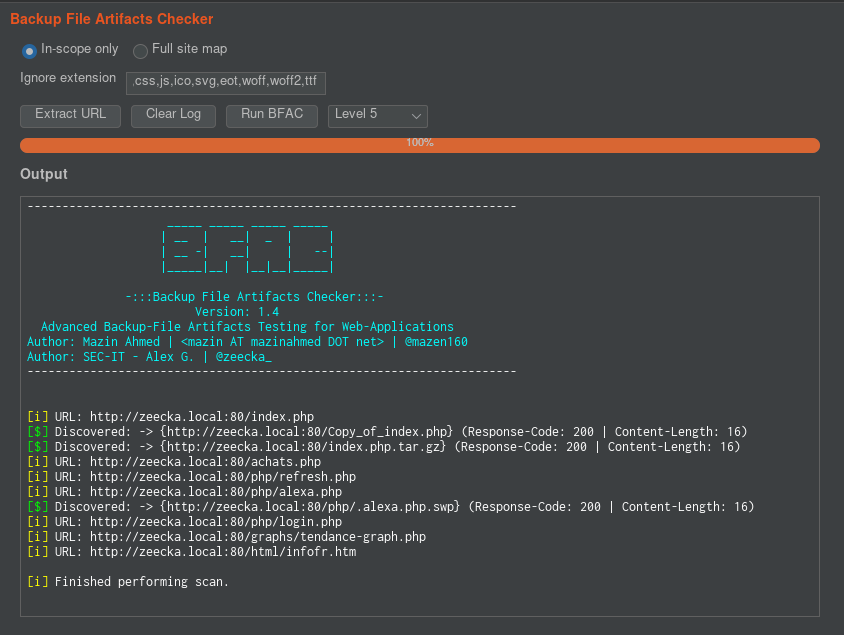 Backup File Artifacts Checker
In-scope only Full site map
Ignore extension .css,js,ico,svg,eot,woff,woff2,ttf
Extract URL Clear Log Run BFAC Level 5
100%
Output
----------------------------------------------------------------------
BFAC
-:::Backup File Artifacts Checker:::-
Version: 1.4
Advanced Backup-File Artifacts Testing for Web-Applications
Author: Mazin Ahmed | <mazin AT mazinahmed DOT net> | @mazen160
Author: SEC-IT - Alex G. | @zeecka_
----------------------------------------------------------------------
[i] URL: http://zeecka.local:80/index.php
[$] Discovered: -> {http://zeecka.local:80/Copy_of_index.php} (Response-Code: 200 | Content-Length: 16)
[$] Discovered: -> {http://zeecka.local:80/index.php.tar.gz} (Response-Code: 200 | Content-Length: 16)
[i] URL: http://zeecka.local:80/achats.php
[i] URL: http://zeecka.local:80/php/refresh.php
[i] URL: http://zeecka.local:80/php/alexa.php
[$] Discovered: -> {http://zeecka.local:80/php/.alexa.php.swp} (Response-Code: 200 | Content-Length: 16)
[i] URL: http://zeecka.local:80/php/login.php
[i] URL: http://zeecka.local:80/graphs/tendance-graph.php
[i] URL: http://zeecka.local:80/html/infofr.htm
[i] Finished performing scan.